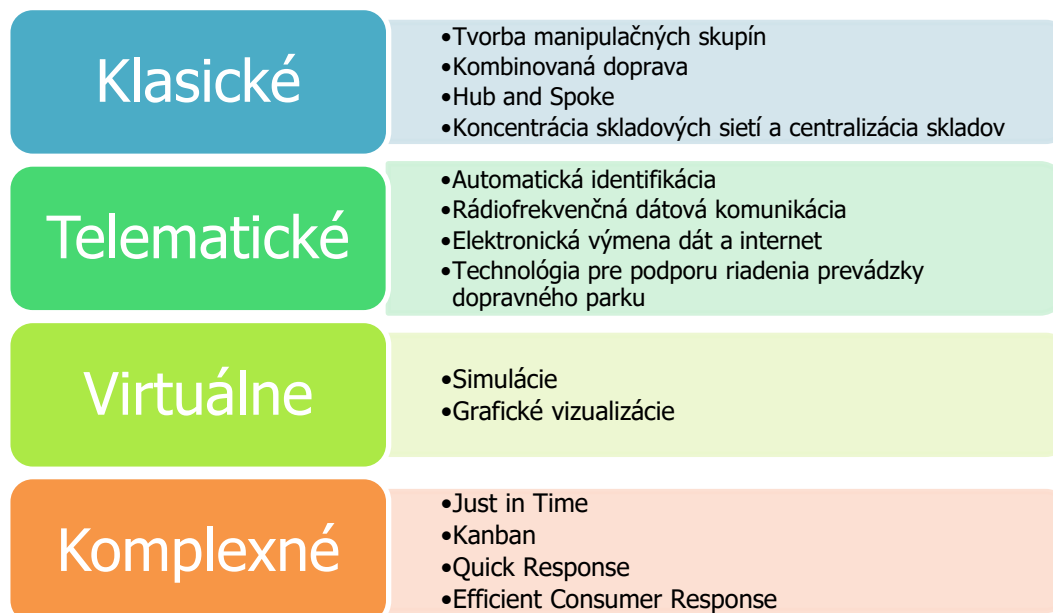 Klasické
•Tvorba manipulačných skupín
•Kombinovaná doprava
•Hub and Spoke
•Koncentrácia skladových sietí a centralizácia skladov
Telematické
•Automatická identifikácia
•Rádiofrekvenčná dátová komunikácia
•Elektronická výmena dát a internet
•Technológia pre podporu riadenia prevádzky
dopravného parku
Virtuálne
•Simulácie
•Grafické vizualizácie
Komplexné
•Just in Time
•Kanban
•Quick Response
•Efficient Consumer Response